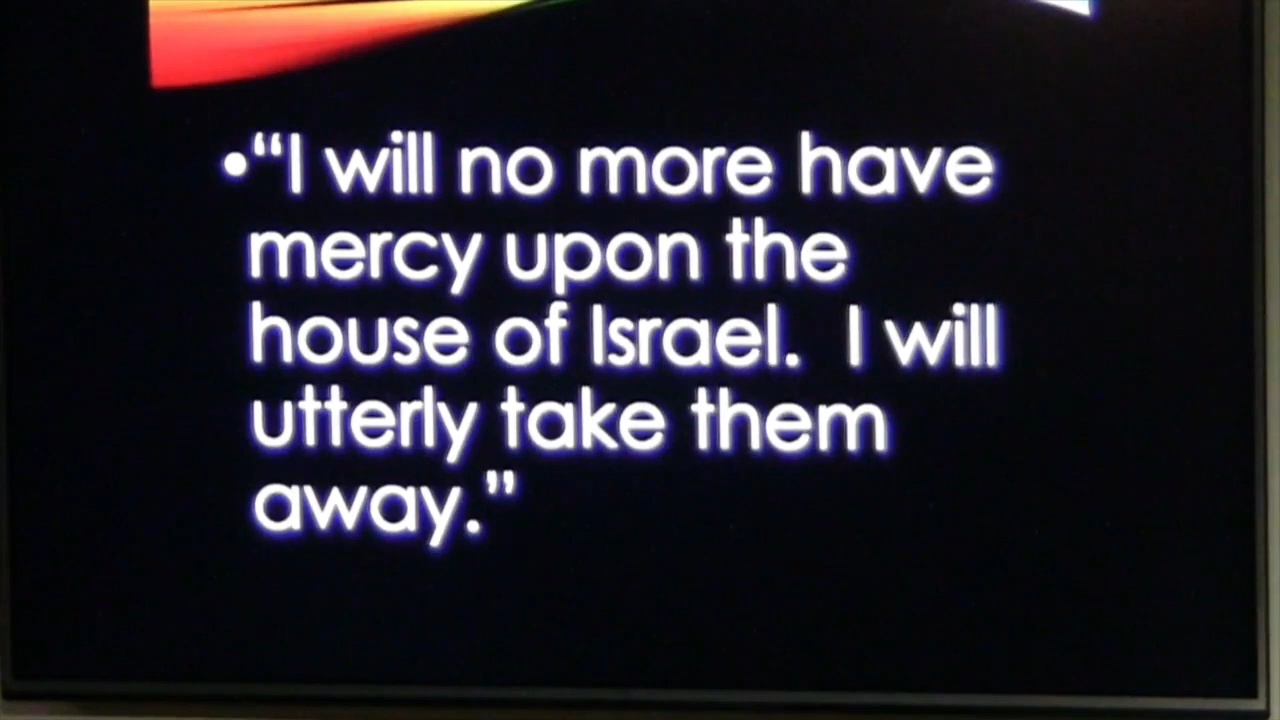 •“I will no more have
mercy upon the
house of Israel.  I will
utterly take them
away.”